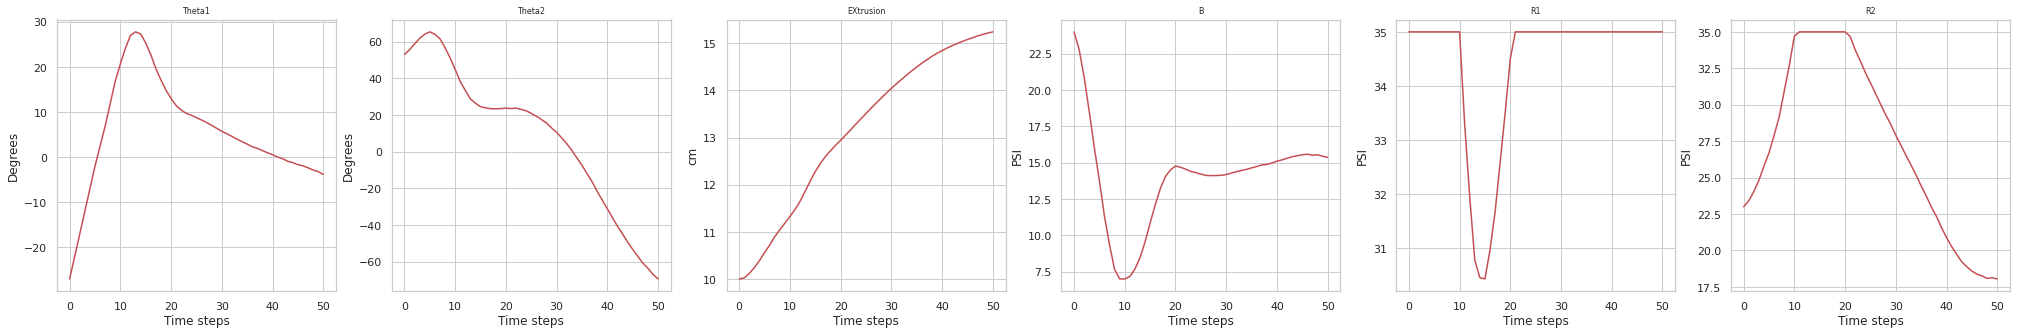 Theta1
30
20
10
0
−10
−20
Degrees
0 10 20 30 40 50
Time steps
Theta2
60
40
20
0
−20
−40
−60
Degrees
0 10 20 30 40 50
Time steps
EXtrusion
15
14
13
12
11
10
cm
0 10 20 30 40 50
Time steps
B
22.5
20.0
17.5
15.0
12.5
10.0
7.5
PSI
0 10 20 30 40 50
Time steps
R1
35
34
33
32
31
PSI
0 10 20 30 40 50
Time steps
R2
35.0
32.5
30.0
27.5
25.0
22.5
20.0
17.5
PSI
0 10 20 30 40 50
Time steps